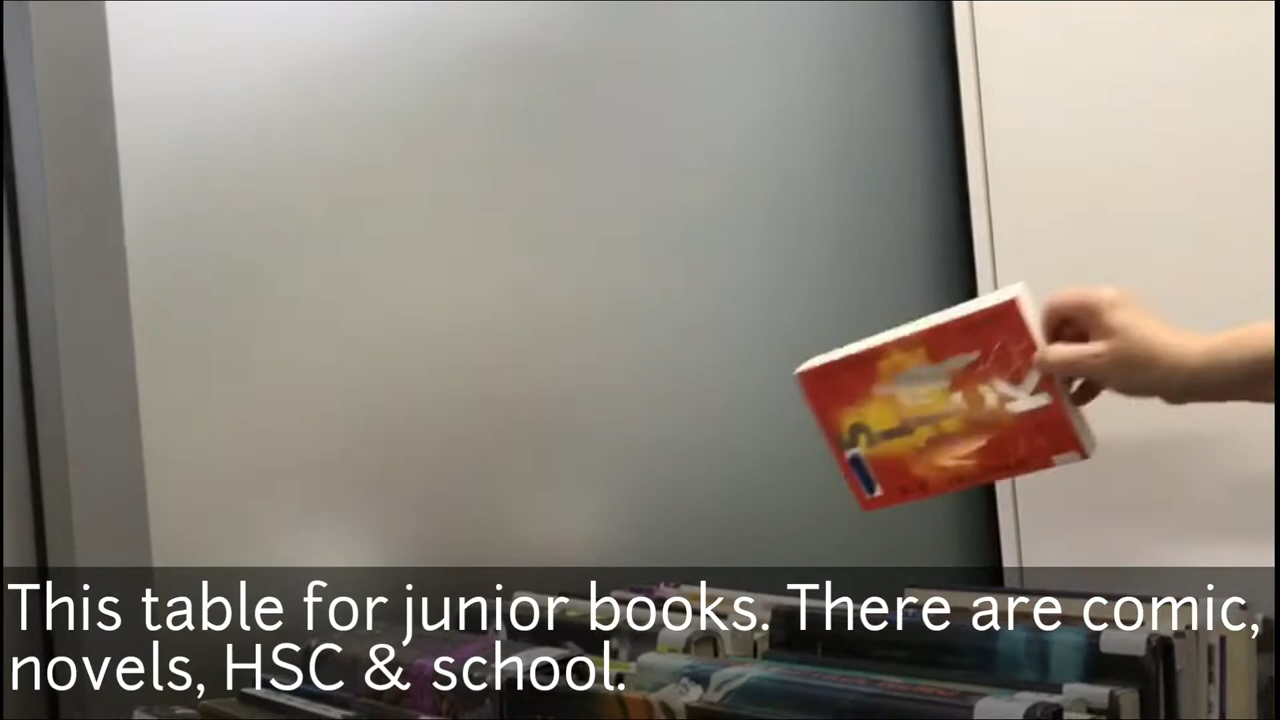 This table for junior books. There are comic,
novels, HSC & school.